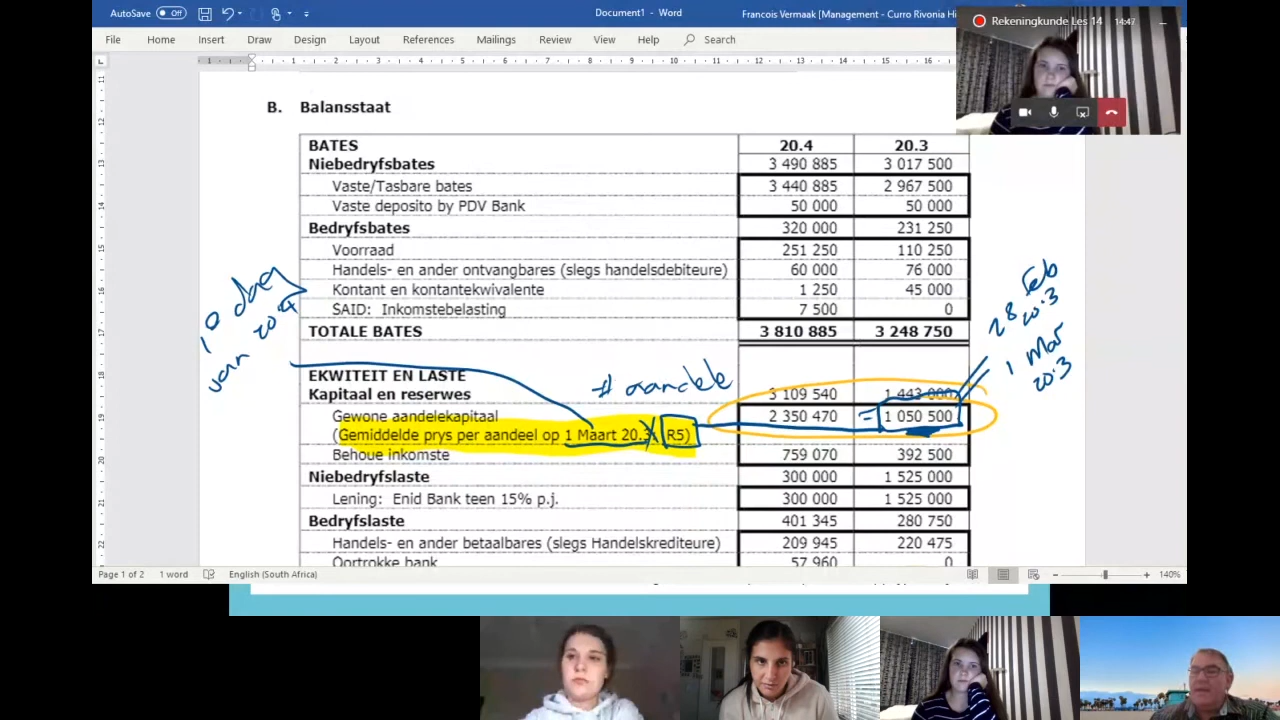 AutoSave Off Document1 - Word Francois Vermaak [Management - Curro Rivonia Hi
Rekeningkunde Les 14 14:47
File Home Insert Draw Design Layout References Mailings Review View Help Search
B. Balansstaat
BATES 20.4 20.3
Niebedryfsbates 3 490 885 3 017 500
Vaste/Tasbare bates 3 440 885 2 967 500
Vaste deposito by PDV Bank 50 000 50 000
Bedryfsbates 320 000 231 250
Voorraad 251 250 110 250
Handels- en ander ontvangbares (slegs handelsdebiteure) 60 000 76 000
Kontant en kontantekwivalente 1 250 45 000
SAID: Inkomstebelasting 7 500 0
TOTALE BATES 3 810 885 3 248 750
28 Feb
20.3
1 Mar
20.3
van 20.4
# aandele
EKWITEIT EN LASTE
Kapitaal en reserwes 3 109 540 1 443 000
Gewone aandelekapitaal 2 350 470 = 1 050 500
(Gemiddelde prys per aandeel op 1 Maart 20.3 R5)
Behoue inkomste 759 070 392 500
Niebedryfslaste 300 000 1 525 000
Lening: Enid Bank teen 15% p.j. 300 000 1 525 000
Bedryfslaste 401 345 280 750
Handels- en ander betaalbares (slegs Handelskrediteure) 209 945 220 475
Oortrokke bank 57 960 0
Page 1 of 2 1 word English (South Africa) 140%